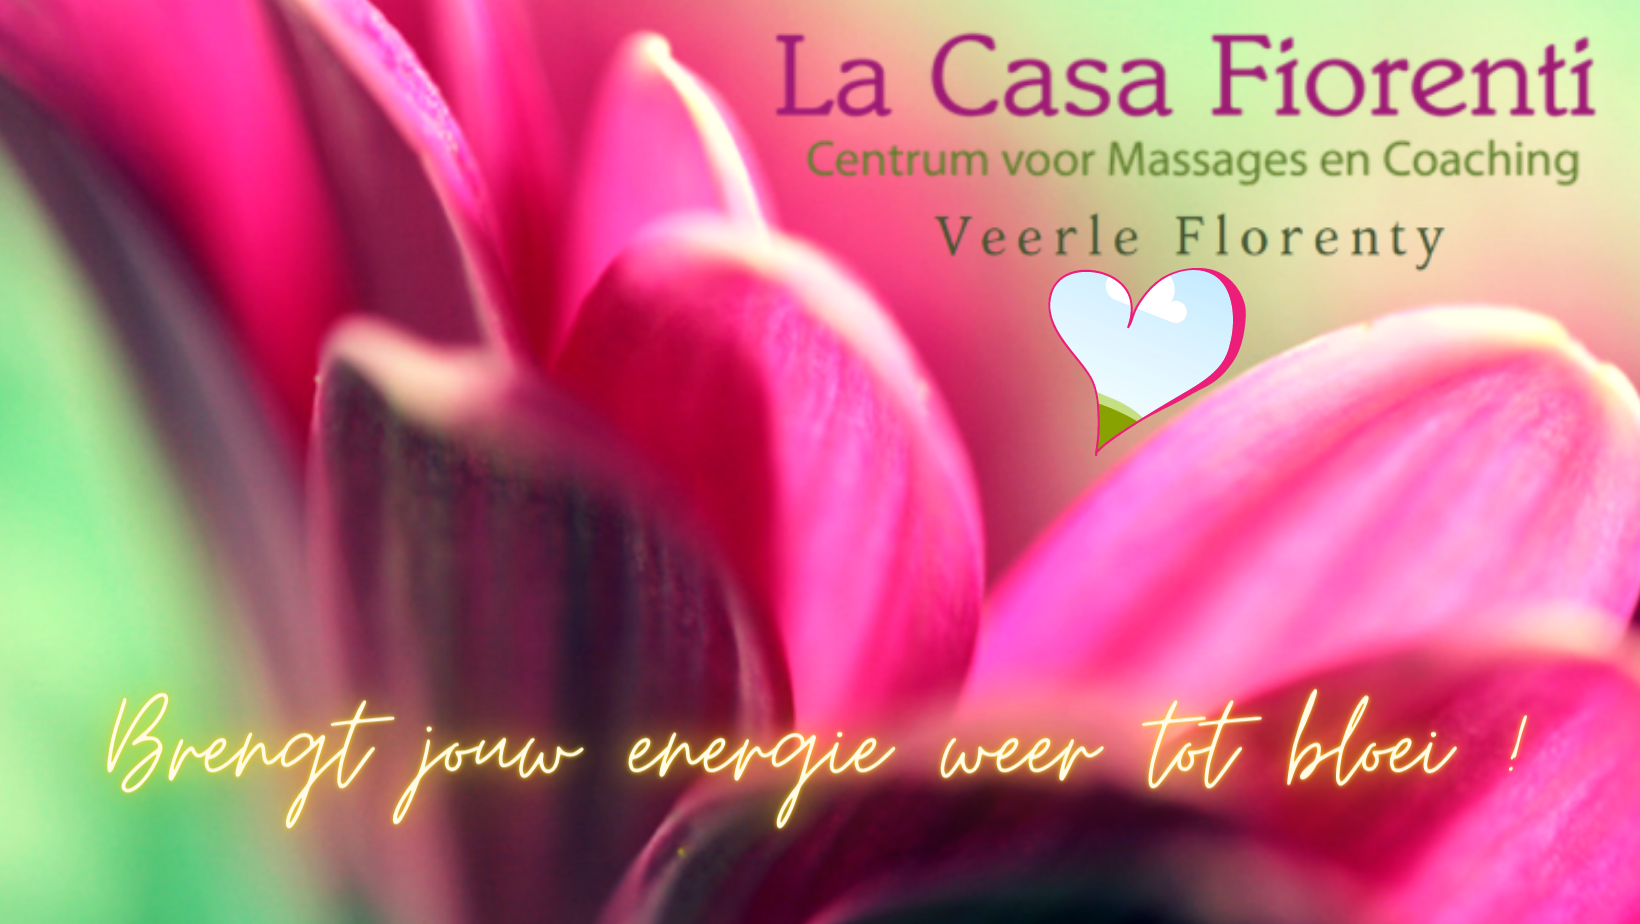 La Casa Fiorenti
Centrum voor Massages en Coaching
Veerle Florenty
Brengt jouw energie weer tot bloei !